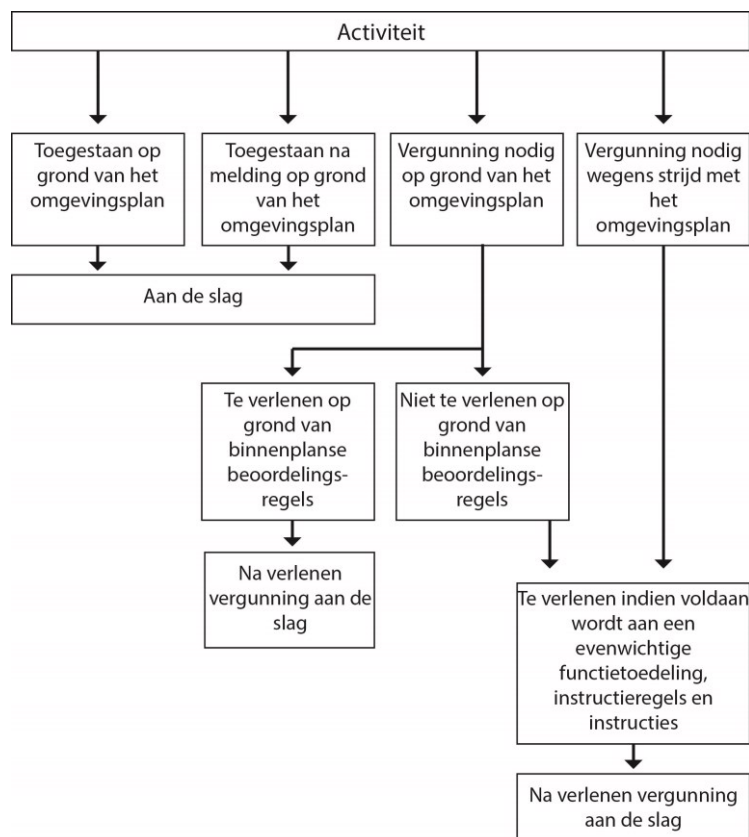 Activiteit
Toegestaan op
grond van het
omgevingsplan
Toegestaan na
melding op grond
van het
omgevingsplan
Vergunning nodig
op grond van het
omgevingsplan
Vergunning nodig
wegens strijd met
het
omgevingsplan
Aan de slag
Te verlenen op
grond van
binnenplanse
beoordelings-
regels
Niet te verlenen op
grond van
binnenplanse
beoordelings-
regels
Na verlenen
vergunning aan de
slag
Te verlenen indien voldaan
wordt aan een
evenwichtige
functietoedeling,
instructieregels en
instructies
Na verlenen vergunning
aan de slag